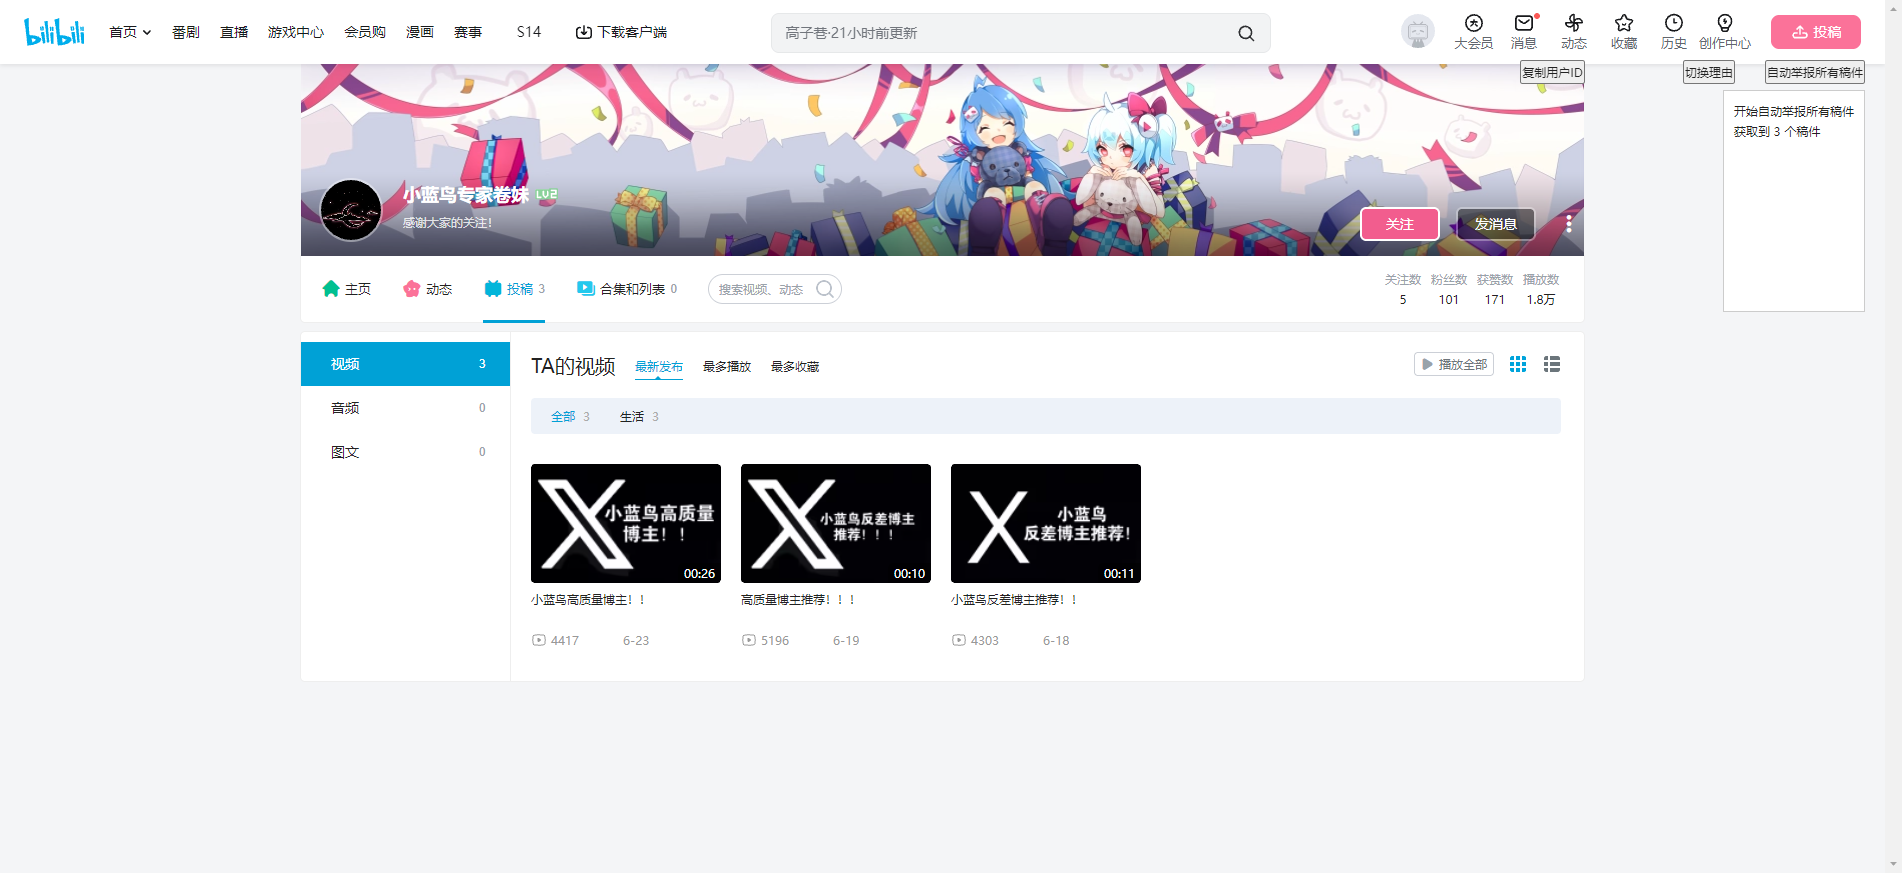 bilibili
首页 番剧 直播 游戏中心 会员购 漫画 赛事 S14 下载客户端
高子巷·21小时前更新
大会员 消息 动态 收藏 历史 创作中心 投稿
复制用户ID 切换理由 自动举报所有稿件
开始自动举报所有稿件
获取到 3 个稿件
小蓝鸟专家卷妹 LV2
感谢大家的关注!
关注 发消息
主页 动态 投稿 3 合集和列表 0 搜索视频、动态
关注数 粉丝数 获赞数 播放数
5 101 171 1.8万
视频 3
音频 0
图文 0
TA的视频 最新发布 最多播放 最多收藏 播放全部
全部 3 生活 3
小蓝鸟高质量
博主！！
00:26
小蓝鸟反差博主
推荐！！！
00:10
X
小蓝鸟
反差博主推荐!
00:11
小蓝鸟高质量博主！！
4417 6-23
高质量博主推荐！！！
5196 6-19
小蓝鸟反差博主推荐！！
4303 6-18